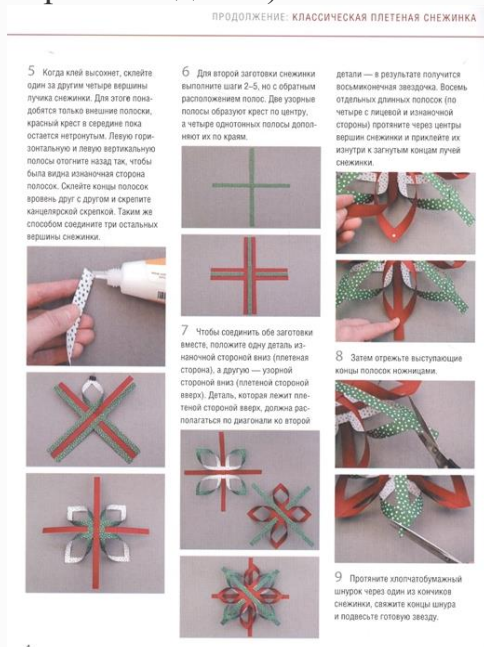 ПРОДОЛЖЕНИЕ: КЛАССИЧЕСКАЯ ПЛЕТЕНАЯ СНЕЖИНКА
5 Когда клей высохнет, склейте
один за другим четыре вершины
лучика снежинки. Для этого пона-
добятся только внешние полоски,
красный крест в середине пока
остается нетронутым. Левую гори-
зонтальную и левую вертикальную
полосы отогните назад так, чтобы
была видна изнаночная сторона
полосок. Склейте концы полосок
вровень друг с другом и скрепите
канцелярской скрепкой. Таким же
способом соедините три остальных
вершины снежинки.
6 Для второй заготовки снежинки
выполните шаги 2–5, но с обратным
расположением полос. Две узорные
полосы образуют крест по центру,
а четыре однотонных полосы допол-
няют их по краям.
7 Чтобы соединить обе заготовки
вместе, положите одну деталь из-
наночной стороной вниз (плетеная
сторона), а другую — узорной
стороной вниз (плетеной стороной
вверх). Деталь, которая лежит пле-
теной стороной вверх, должна рас-
полагаться по диагонали ко второй
детали — в результате получится
восьмиконечная звездочка. Восемь
отдельных длинных полосок (по
четыре с лицевой и изнаночной
стороны) протяните через центры
вершин снежинки и приклейте их
изнутри к загнутым концам лучей
снежинки.
8 Затем отрежьте выступающие
концы полосок ножницами.
9 Протяните хлопчатобумажный
шнурок через один из кончиков
снежинки, свяжите концы шнура
и подвесьте готовую звезду.